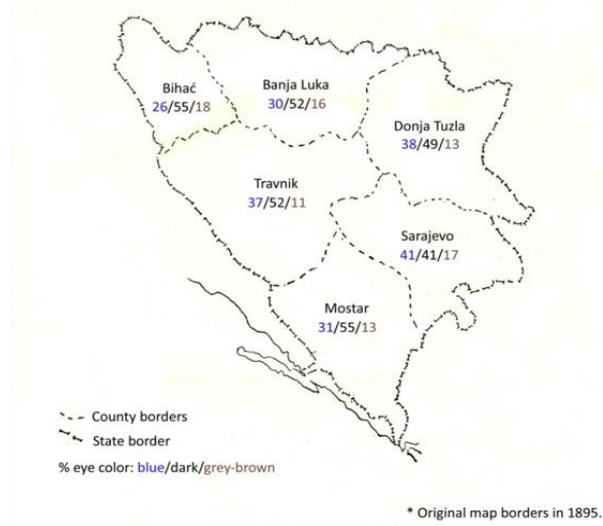 Bihać
26/55/18
Banja Luka
30/52/16
Donja Tuzla
38/49/13
Travnik
37/52/11
Sarajevo
41/41/17
Mostar
31/55/13
County borders
State border
% eye color: blue/dark/grey-brown
* Original map borders in 1895.